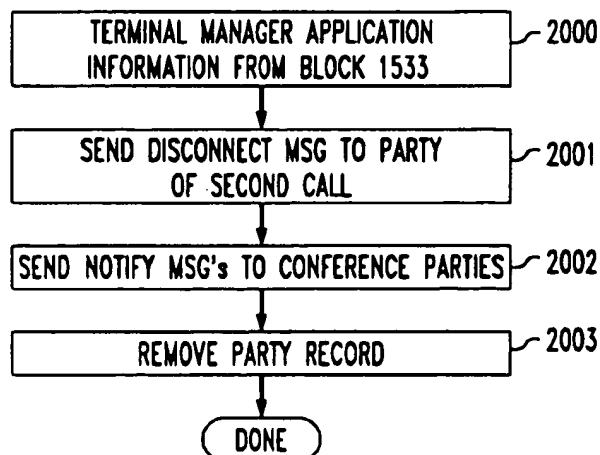 TERMINAL MANAGER APPLICATION
INFORMATION FROM BLOCK 1533
2000
SEND DISCONNECT MSG TO PARTY
OF SECOND CALL
2001
SEND NOTIFY MSG's TO CONFERENCE PARTIES
2002
REMOVE PARTY RECORD
2003
DONE